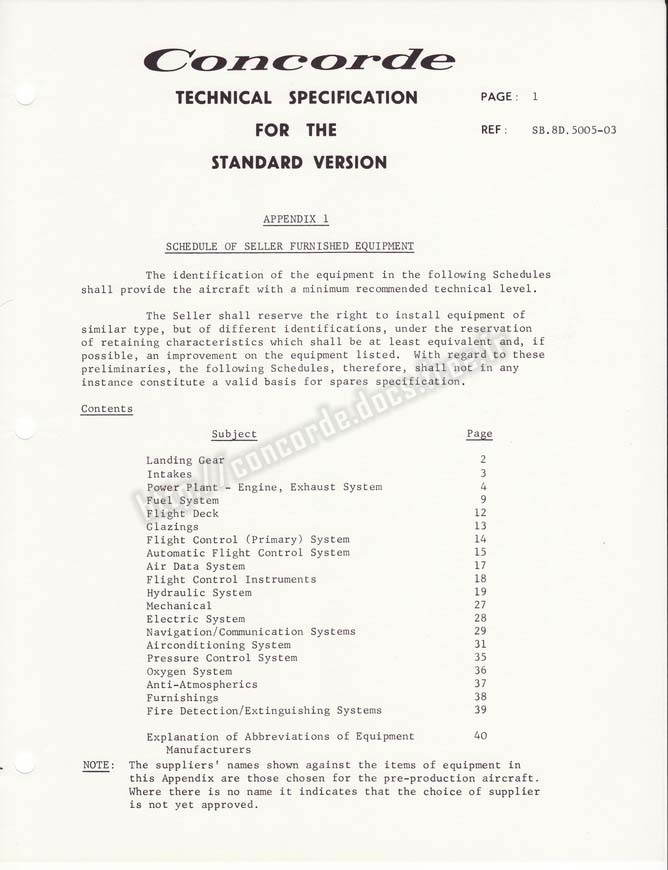 Concorde
TECHNICAL SPECIFICATION PAGE: 1
FOR THE REF: SB.8D.5005-03
STANDARD VERSION
APPENDIX 1
SCHEDULE OF SELLER FURNISHED EQUIPMENT
The identification of the equipment in the following Schedules
shall provide the aircraft with a minimum recommended technical level.
The Seller shall reserve the right to install equipment of
similar type, but of different identifications, under the reservation
of retaining characteristics which shall be at least equivalent and, if
possible, an improvement on the equipment listed. With regard to these
preliminaries, the following Schedules, therefore, shall not in any
instance constitute a valid basis for spares specification.
Contents
Subject Page
Landing Gear 2
Intakes 3
Power Plant - Engine, Exhaust System 4
Fuel System 9
Flight Deck 12
Glazings 13
Flight Control (Primary) System 14
Automatic Flight Control System 15
Air Data System 17
Flight Control Instruments 18
Hydraulic System 19
Mechanical 27
Electric System 28
Navigation/Communication Systems 29
Airconditioning System 31
Pressure Control System 35
Oxygen System 36
Anti-Atmospherics 37
Furnishings 38
Fire Detection/Extinguishing Systems 39
Explanation of Abbreviations of Equipment 40
Manufacturers
NOTE: The suppliers' names shown against the items of equipment in
this Appendix are those chosen for the pre-production aircraft.
Where there is no name it indicates that the choice of supplier
is not yet approved.